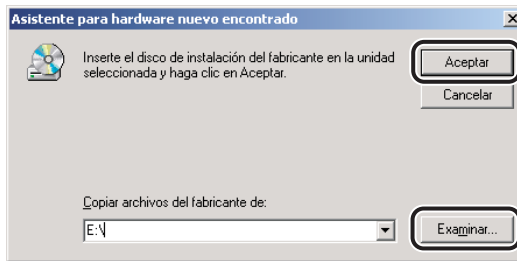 Asistente para hardware nuevo encontrado
Inserte el disco de instalación del fabricante en la unidad
seleccionada y haga clic en Aceptar.
Aceptar
Cancelar
Copiar archivos del fabricante de:
E:\
Examinar...